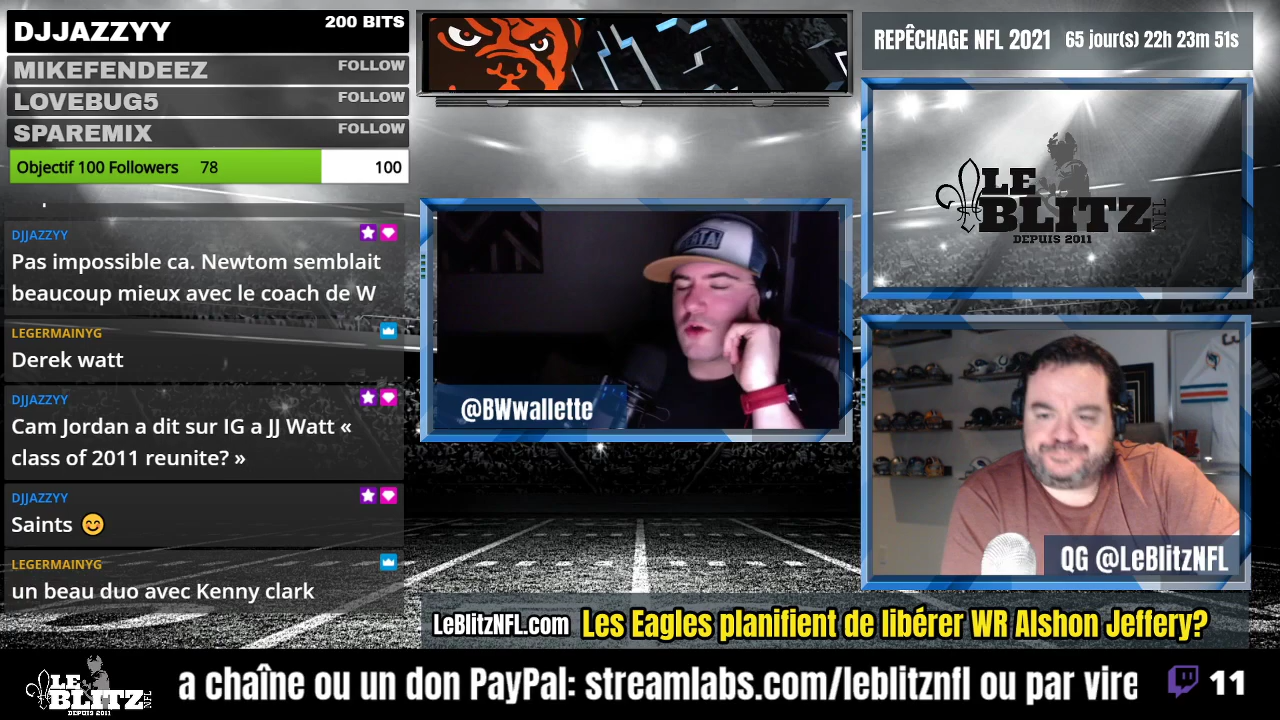 DJJAZZYY 200 BITS
MIKEFENDEEZ FOLLOW
LOVEBUG5 FOLLOW
SPAREMIX FOLLOW
Objectif 100 Followers 78 100
DJJAZZYY
Pas impossible ca. Newtom semblait
beaucoup mieux avec le coach de W
LEGERMAINYG
Derek watt
DJJAZZYY
Cam Jordan a dit sur IG a JJ Watt «
class of 2011 reunite? »
DJJAZZYY
Saints 😊
LEGERMAINYG
un beau duo avec Kenny clark
@BWwallette
REPÊCHAGE NFL 2021 65 jour(s) 22h 23m 51s
LE
BLITZ NFL
DEPUIS 2011
QG @LeBlitzNFL
LeBlitzNFL.com Les Eagles planifient de libérer WR Alshon Jeffery?
LE
BLITZ NFL
DEPUIS 2011
a chaîne ou un don PayPal: streamlabs.com/leblitznfl ou par vire
11